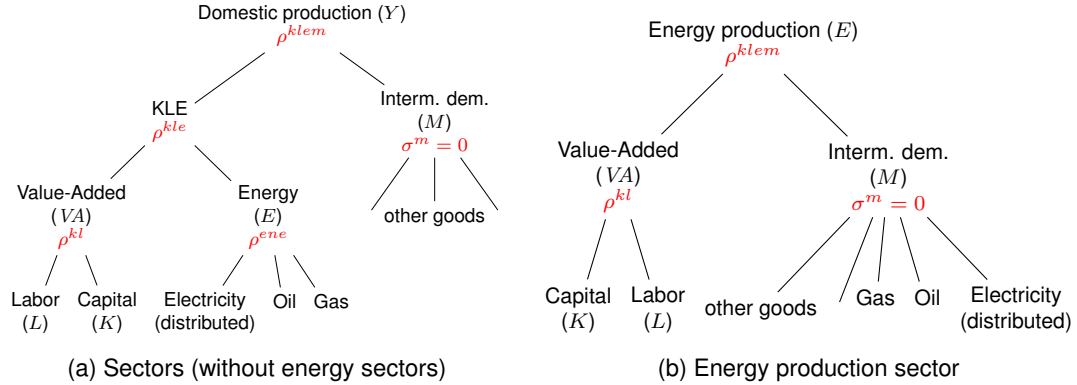 Domestic production (Y)
ρ^{klem}
KLE
ρ^{kle}
Interm. dem.
(M)
σ^m = 0
Value-Added
(VA)
ρ^{kl}
Energy
(E)
ρ^{ene}
other goods
Labor
(L)
Capital
(K)
Electricity
(distributed)
Oil
Gas
(a) Sectors (without energy sectors)
Energy production (E)
ρ^{klem}
Value-Added
(VA)
ρ^{kl}
Interm. dem.
(M)
σ^m = 0
Capital
(K)
Labor
(L)
other goods
Gas
Oil
Electricity
(distributed)
(b) Energy production sector